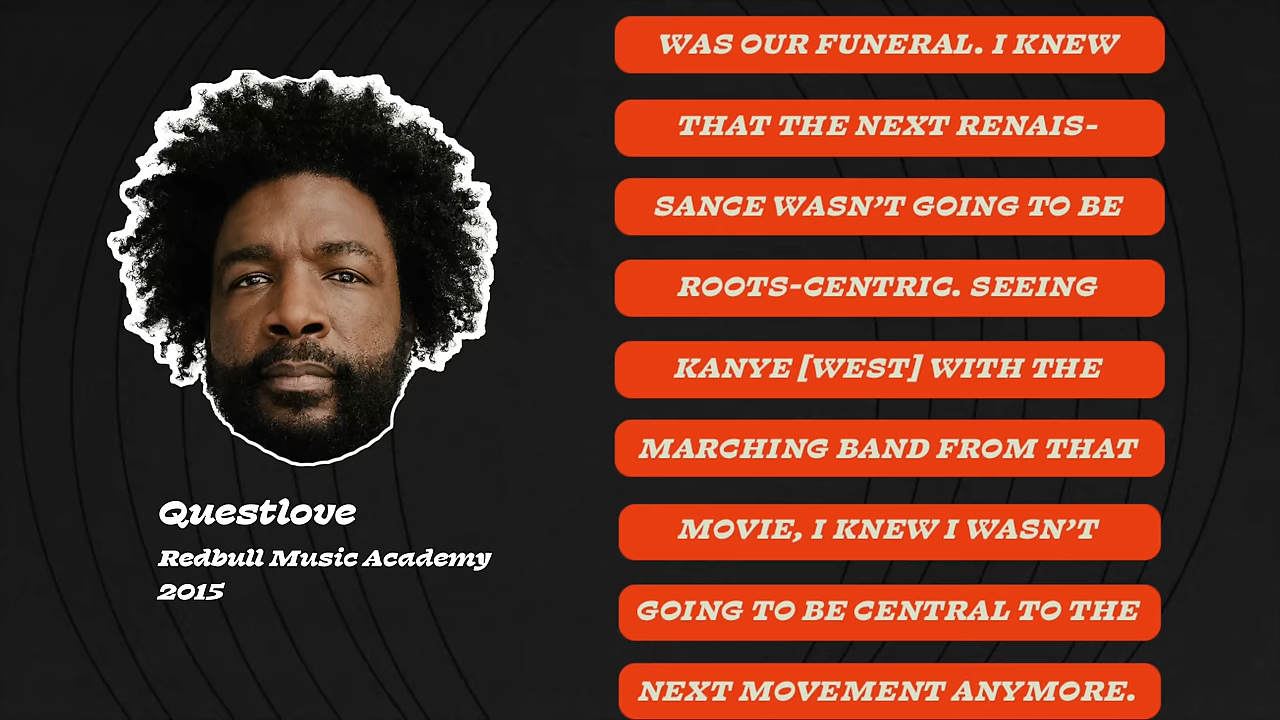 Questlove
Redbull Music Academy
2015
WAS OUR FUNERAL. I KNEW
THAT THE NEXT RENAIS-
SANCE WASN'T GOING TO BE
ROOTS-CENTRIC. SEEING
KANYE [WEST] WITH THE
MARCHING BAND FROM THAT
MOVIE, I KNEW I WASN'T
GOING TO BE CENTRAL TO THE
NEXT MOVEMENT ANYMORE.